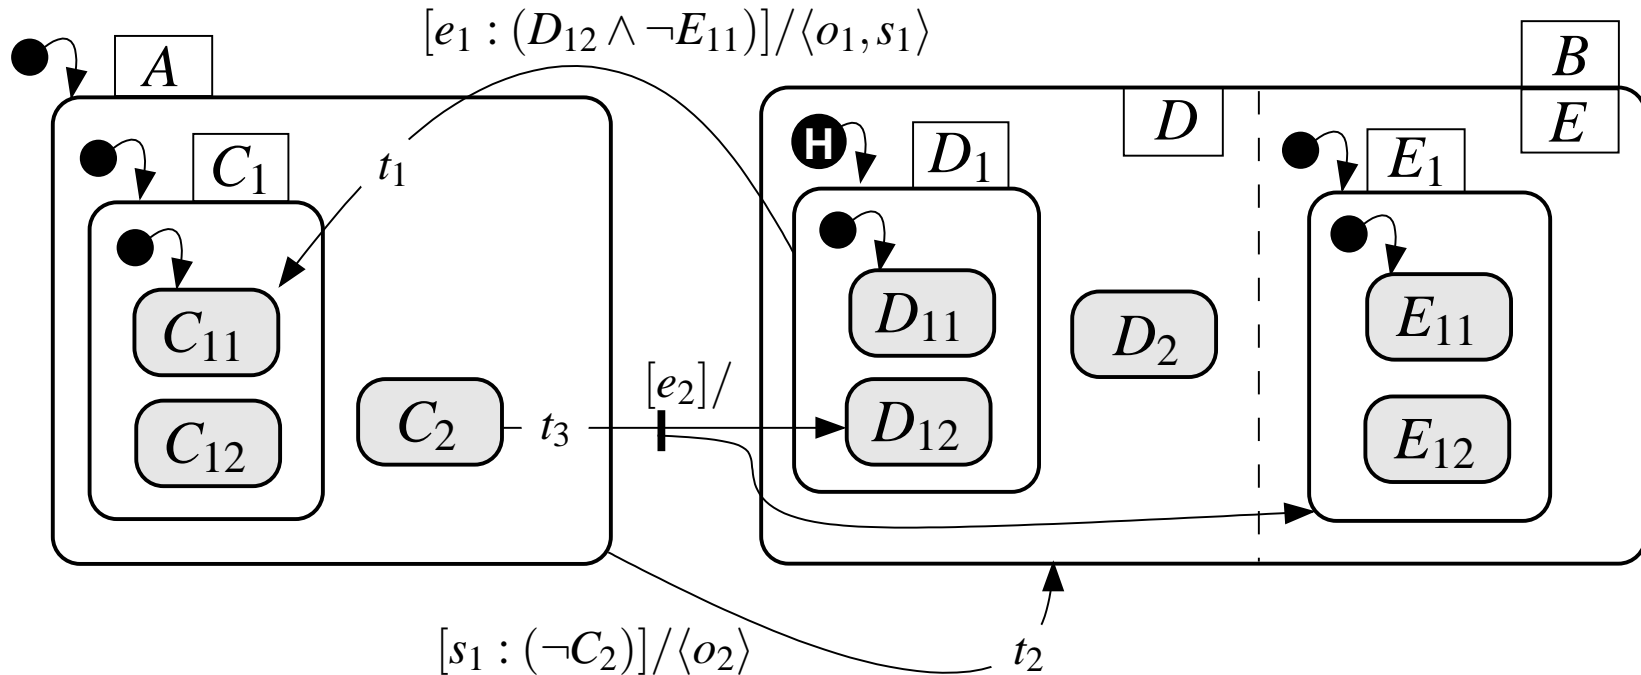 [e₁ : (D₁₂ ∧ ¬E₁₁)]/⟨o₁, s₁⟩
A
B
E
D
H
D₁
E₁
C₁
t₁
D₁₁
E₁₁
D₂
C₁₁
[e₂]/
C₂
t₃
D₁₂
E₁₂
C₁₂
[s₁ : (¬C₂)]/⟨o₂⟩
t₂